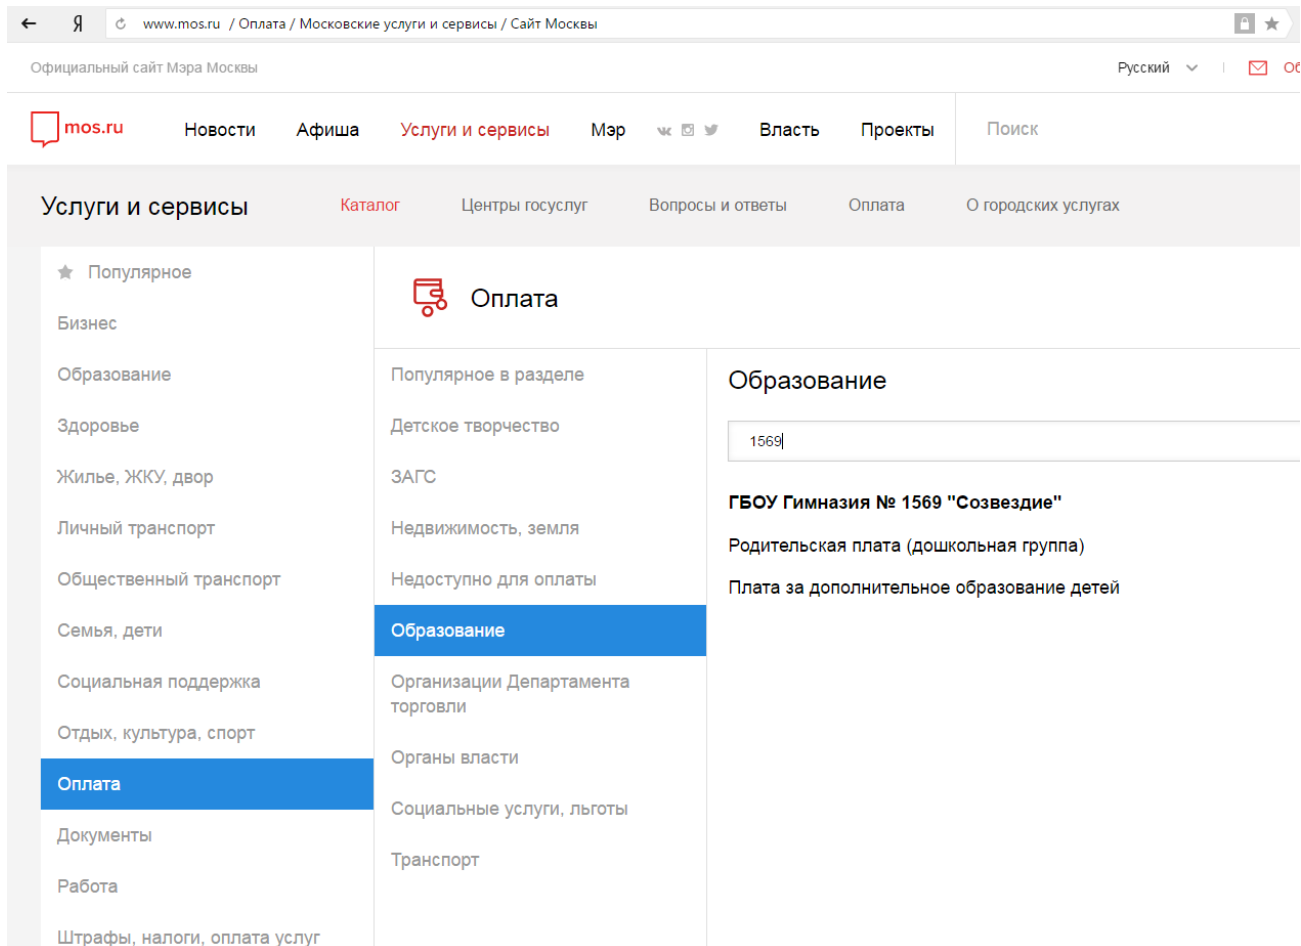 www.mos.ru / Оплата / Московские услуги и сервисы / Сайт Москвы
Официальный сайт Мэра Москвы
Русский
Об
mos.ru
Новости
Афиша
Услуги и сервисы
Мэр
Власть
Проекты
Поиск
Услуги и сервисы
Каталог
Центры госуслуг
Вопросы и ответы
Оплата
О городских услугах
Популярное
Бизнес
Образование
Здоровье
Жилье, ЖКУ, двор
Личный транспорт
Общественный транспорт
Семья, дети
Социальная поддержка
Отдых, культура, спорт
Оплата
Документы
Работа
Штрафы, налоги, оплата услуг
Оплата
Популярное в разделе
Детское творчество
ЗАГС
Недвижимость, земля
Недоступно для оплаты
Образование
Организации Департамента
торговли
Органы власти
Социальные услуги, льготы
Транспорт
Образование
1569
ГБОУ Гимназия № 1569 "Созвездие"
Родительская плата (дошкольная группа)
Плата за дополнительное образование детей